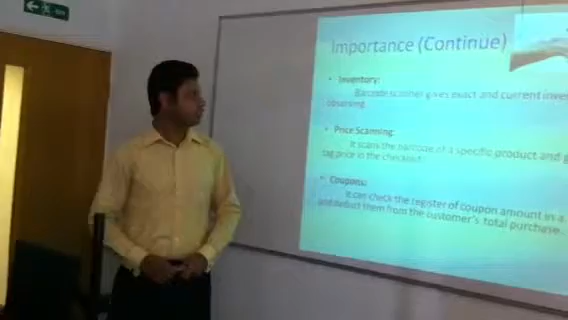 Importance (Continue)
• Inventory:
Barcode scanner gives exact and current
observing.
• Price Scanning:
It scans the barcode of a specific product and
tag price in the checkout.
• Coupons:
It can check the register of coupon amount in a
and deduct them from the customer's total purchase.